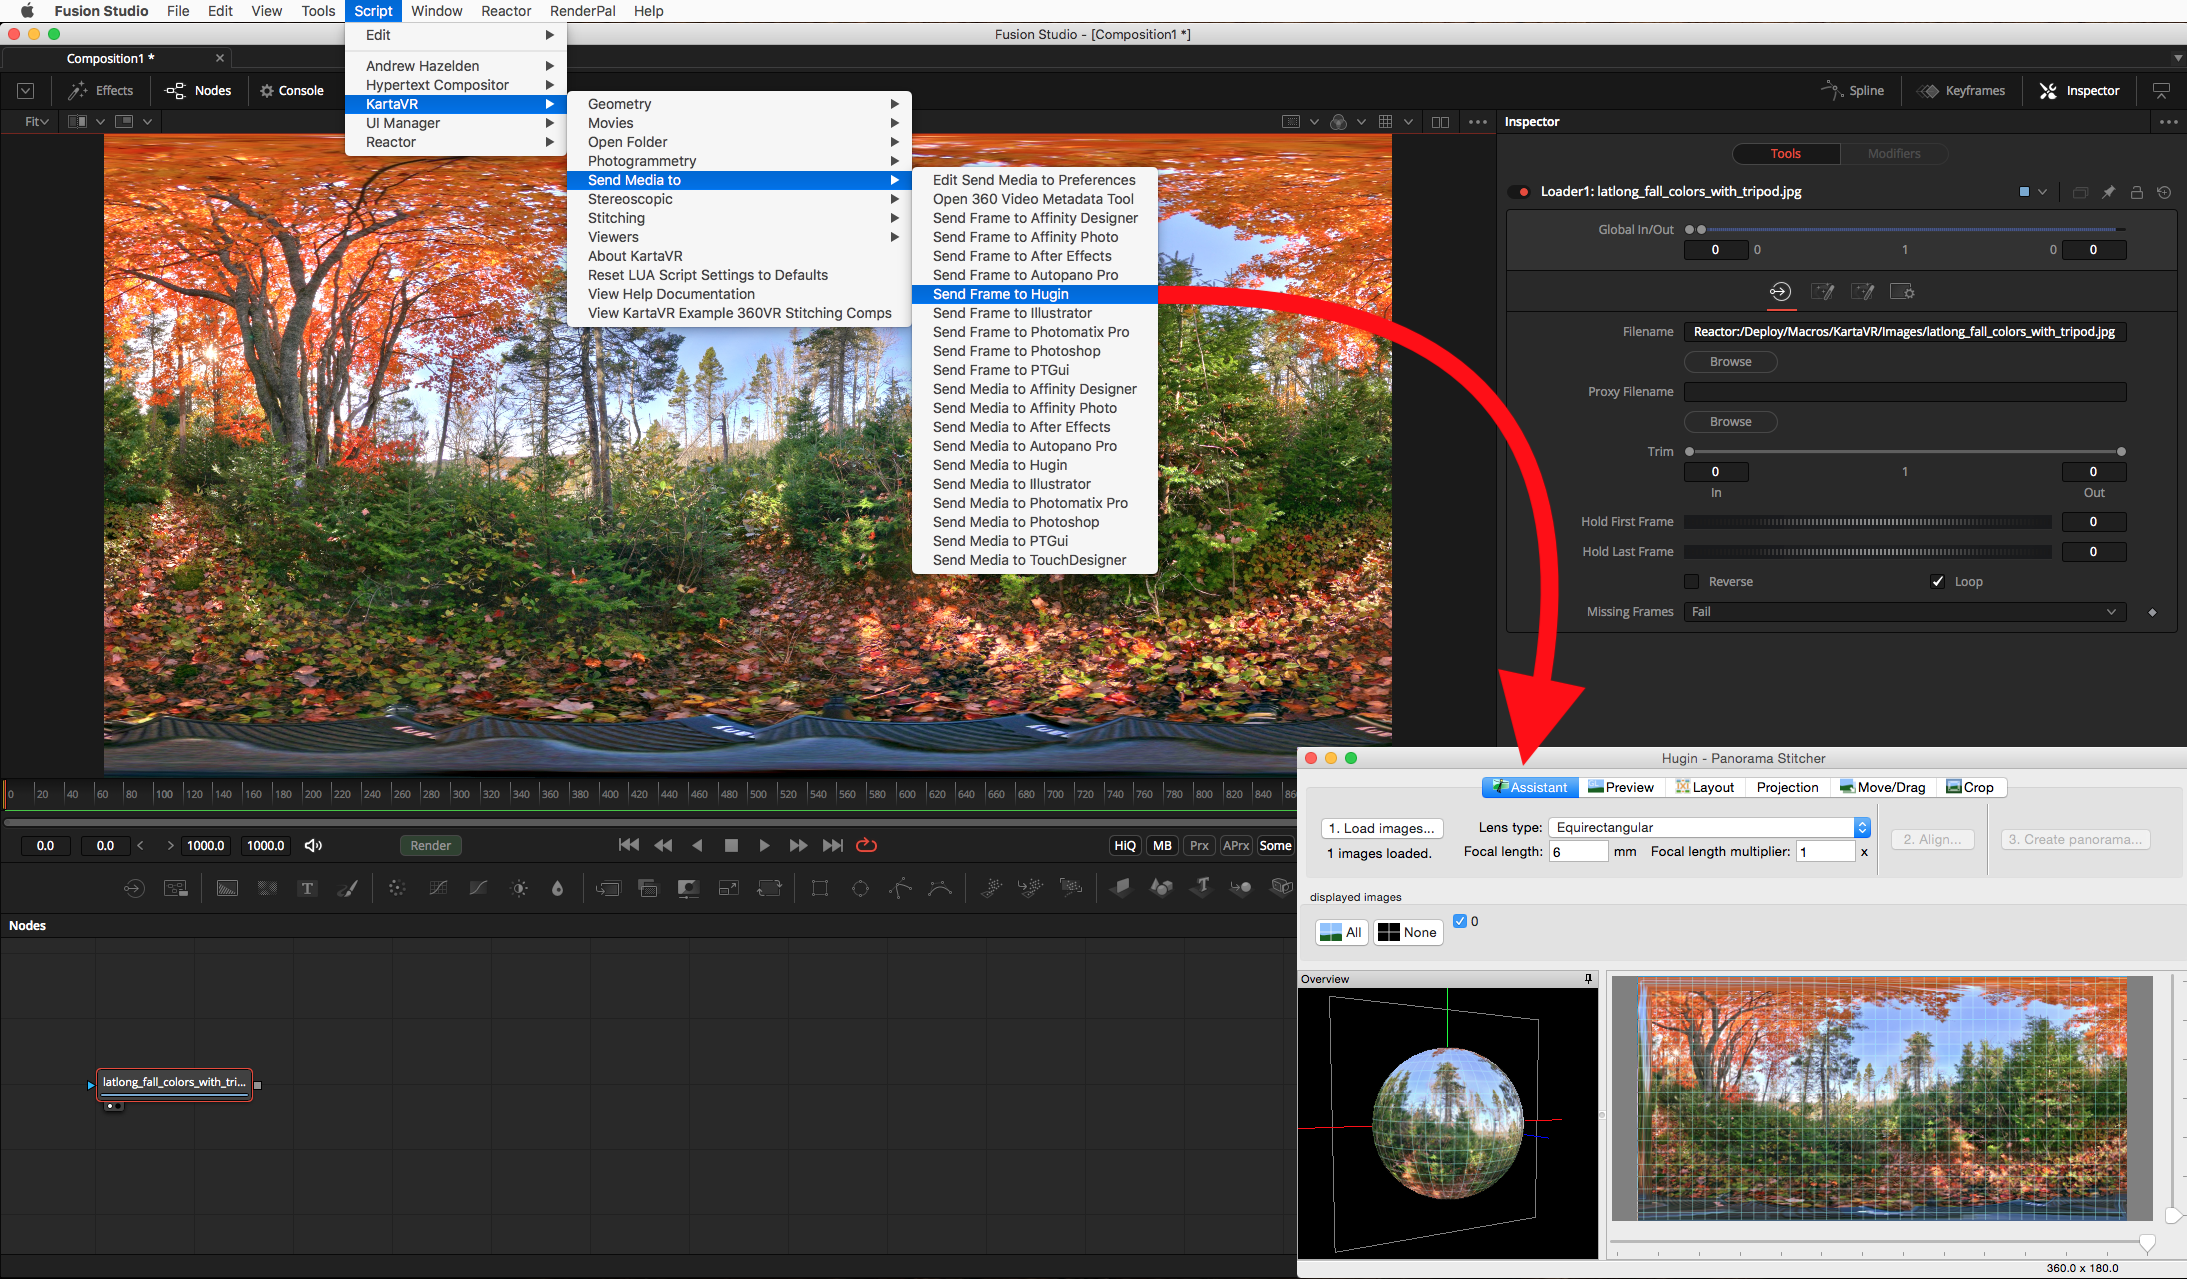 Fusion Studio File Edit View Tools Script Window Reactor RenderPal Help
Fusion Studio - [Composition1 *]
Composition1 *
Effects Nodes Console
Spline Keyframes Inspector
Fit
Edit
Andrew Hazelden
Hypertext Compositor
KartaVR
UI Manager
Reactor
Geometry
Movies
Open Folder
Photogrammetry
Send Media to
Stereoscopic
Stitching
Viewers
About KartaVR
Reset LUA Script Settings to Defaults
View Help Documentation
View KartaVR Example 360VR Stitching Comps
Edit Send Media to Preferences
Open 360 Video Metadata Tool
Send Frame to Affinity Designer
Send Frame to Affinity Photo
Send Frame to After Effects
Send Frame to Autopano Pro
Send Frame to Hugin
Send Frame to Illustrator
Send Frame to Photomatix Pro
Send Frame to Photoshop
Send Frame to PTGui
Send Media to Affinity Designer
Send Media to Affinity Photo
Send Media to After Effects
Send Media to Autopano Pro
Send Media to Hugin
Send Media to Illustrator
Send Media to Photomatix Pro
Send Media to Photoshop
Send Media to PTGui
Send Media to TouchDesigner
Inspector
Tools Modifiers
Loader1: latlong_fall_colors_with_tripod.jpg
Global In/Out
0 0 1 0 0
Filename Reactor:/Deploy/Macros/KartaVR/Images/latlong_fall_colors_with_tripod.jpg
Browse
Proxy Filename
Browse
Trim
0 1 0
In Out
Hold First Frame 0
Hold Last Frame 0
Reverse Loop
Missing Frames Fail
0 20 40 60 80 100 120 140 160 180 200 220 240 260 280 300 320 340 360 380 400 420 440 460 480 500 520 540 560 580 600 620 640 660 680 700 720 740 760 780 800 820 840
0.0 0.0 < > 1000.0 1000.0 Render HiQ MB Prx APrx Some
T T
Nodes
latlong_fall_colors_with_tri...
Hugin - Panorama Stitcher
Assistant Preview Layout Projection Move/Drag Crop
1. Load images... Lens type: Equirectangular 2. Align... 3. Create panorama...
1 images loaded. Focal length: 6 mm Focal length multiplier: 1 x
displayed images
All None 0
Overview
360.0 x 180.0